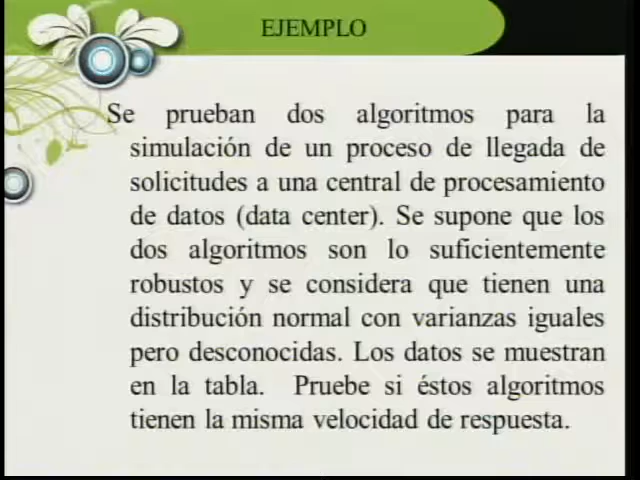 EJEMPLO
Se prueban dos algoritmos para la
simulación de un proceso de llegada de
solicitudes a una central de procesamiento
de datos (data center). Se supone que los
dos algoritmos son lo suficientemente
robustos y se considera que tienen una
distribución normal con varianzas iguales
pero desconocidas. Los datos se muestran
en la tabla. Pruebe si éstos algoritmos
tienen la misma velocidad de respuesta.